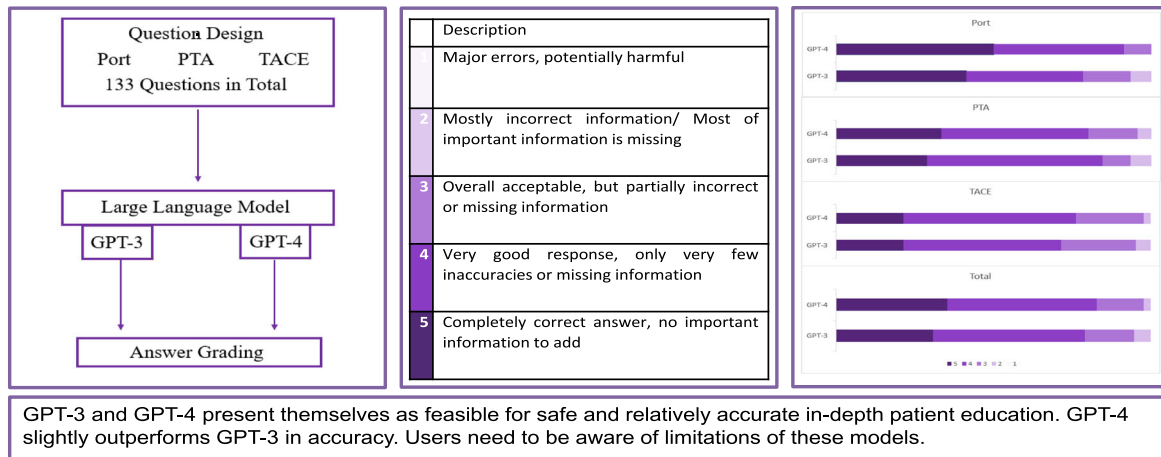 Question Design
Port PTA TACE
133 Questions in Total
Large Language Model
GPT-3 GPT-4
Answer Grading
Description
1 Major errors, potentially harmful
2 Mostly incorrect information/ Most of
important information is missing
3 Overall acceptable, but partially incorrect
or missing information
4 Very good response, only very few
inaccuracies or missing information
5 Completely correct answer, no important
information to add
Port
GPT-4
GPT-3
PTA
GPT-4
GPT-3
TACE
GPT-4
GPT-3
Total
GPT-4
GPT-3
5 4 3 2 1
GPT-3 and GPT-4 present themselves as feasible for safe and relatively accurate in-depth patient education. GPT-4
slightly outperforms GPT-3 in accuracy. Users need to be aware of limitations of these models.